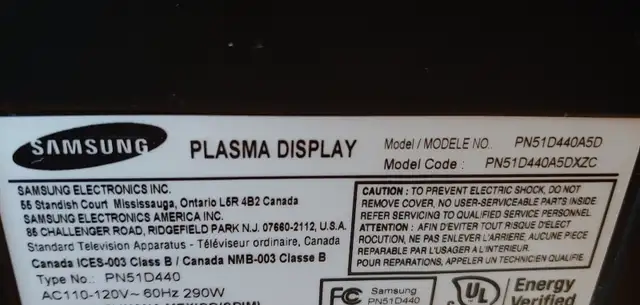 SAMSUNG PLASMA DISPLAY
Model / MODELE NO. PN51D440A5D
Model Code : PN51D440A5DXZC
SAMSUNG ELECTRONICS INC.
55 Standish Court Mississauga, Ontario L5R 4B2 Canada
SAMSUNG ELECTRONICS AMERICA INC.
85 CHALLENGER ROAD, RIDGEFIELD PARK N.J. 07660-2112, U.S.A.
Standard Television Apparatus - Téléviseur ordinaire, Canada
Canada ICES-003 Class B / Canada NMB-003 Classe B
Type No.: PN51D440
AC110-120V~ 60Hz 290W
CAUTION : TO PREVENT ELECTRIC SHOCK, DO NOT
REMOVE COVER, NO USER-SERVICEABLE PARTS INSIDE
REFER SERVICING TO QUALIFIED SERVICE PERSONNEL.
ATTENTION : AFIN D'EVITER TOUT RISQUE D'ELECT
ROCUTION, NE PAS ENLEVER L'ARRIERE, AUCUNE PIECE
REPARABLE PAR L'USAGER A L'INTERIEUR.
POUR REPARATIONS, APPELER UN TECHNICIEN QUALIFIE.
FC Samsung
PN51D440
UL
Energy
Verified